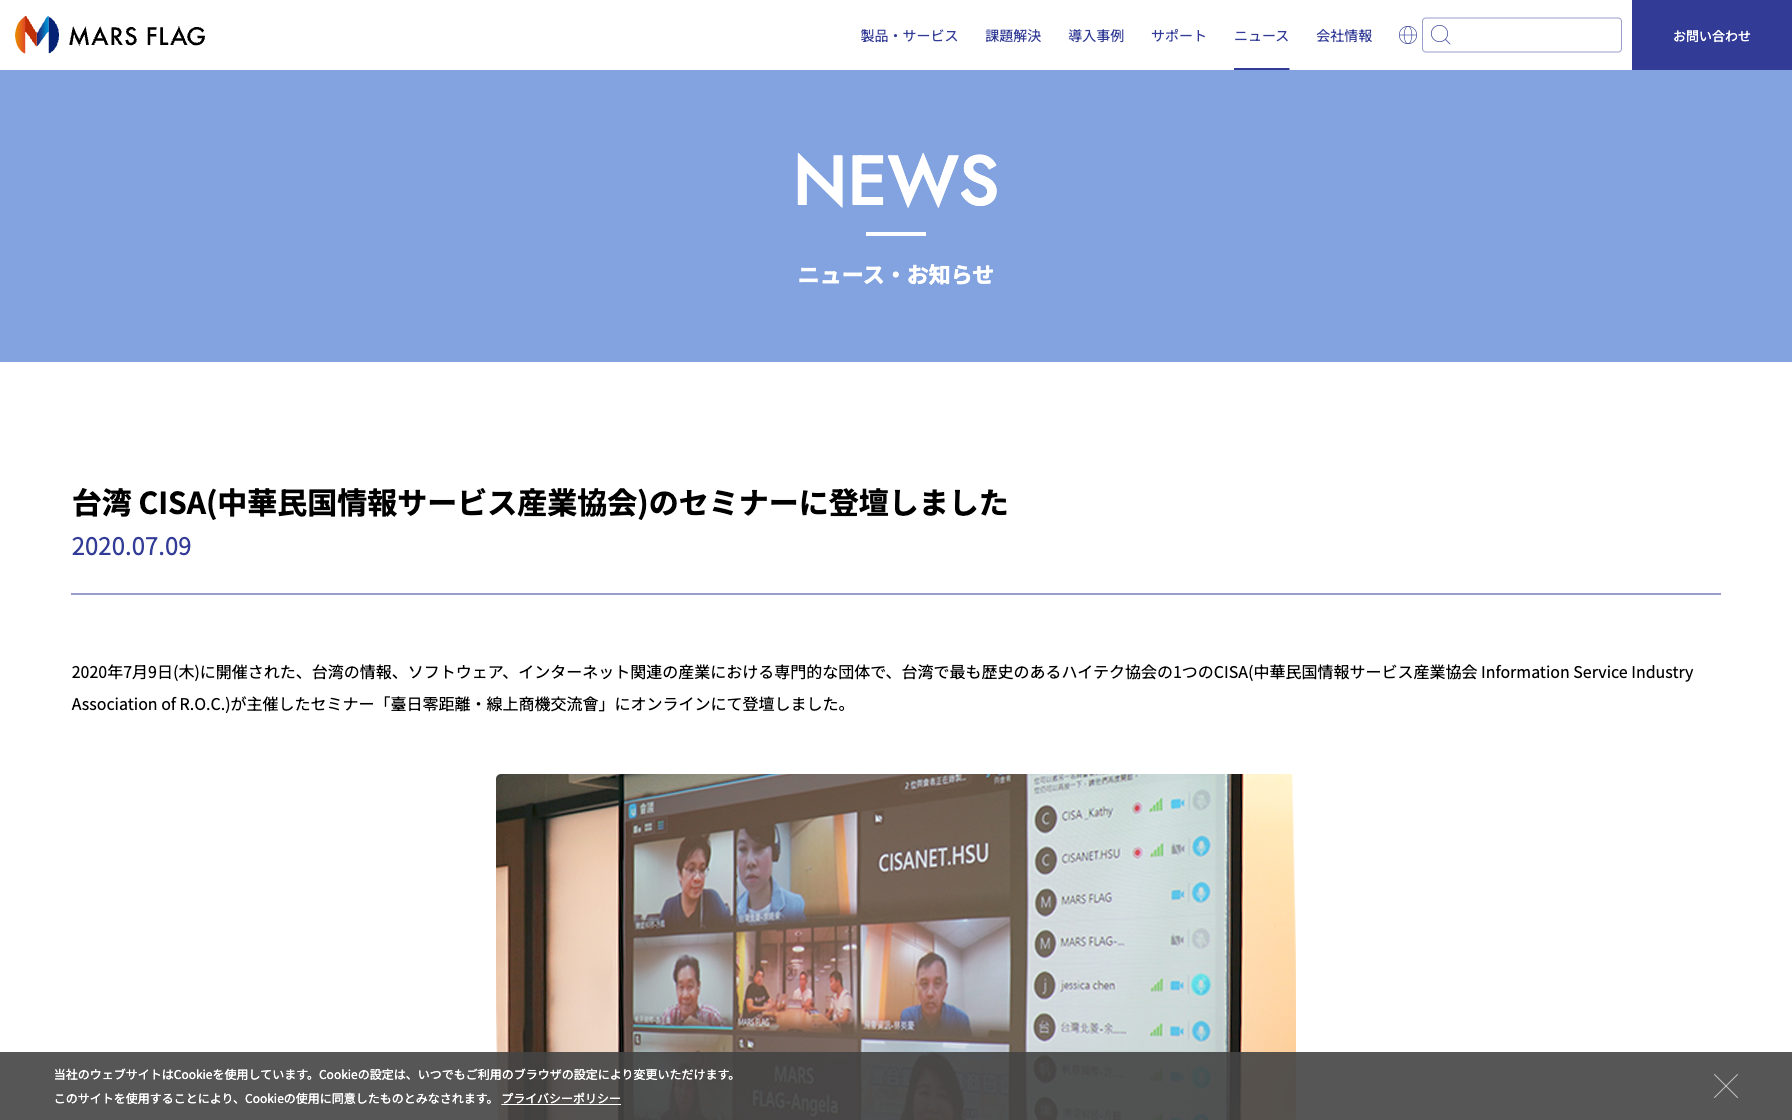 MARS FLAG
製品・サービス
課題解決
導入事例
サポート
ニュース
会社情報
お問い合わせ
NEWS
ニュース・お知らせ
台湾 CISA(中華民国情報サービス産業協会)のセミナーに登壇しました
2020.07.09
2020年7月9日(木)に開催された、台湾の情報、ソフトウェア、インターネット関連の産業における専門的な団体で、台湾で最も歴史のあるハイテク協会の1つのCISA(中華民国情報サービス産業協会 Information Service Industry
Association of R.O.C.)が主催したセミナー「臺日零距離・線上商機交流會」にオンラインにて登壇しました。
會議
CISANET.HSU
MARS FLAG
MARS
FLAG-Angela
C CISA_Kathy
C CISANET.HSU
M MARS FLAG
M MARS FLAG-...
j jessica chen
台 台灣北菱-余......
当社のウェブサイトはCookieを使用しています。Cookieの設定は、いつでもご利用のブラウザの設定により変更いただけます。
このサイトを使用することにより、Cookieの使用に同意したものとみなされます。 プライバシーポリシー